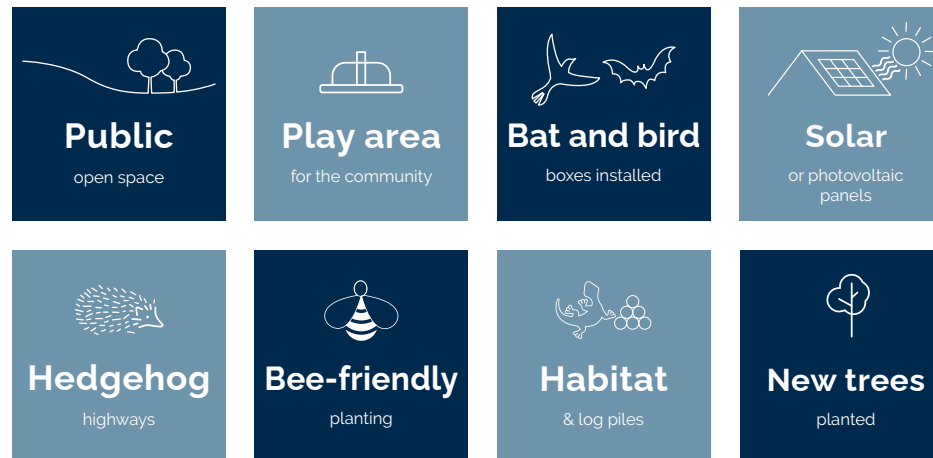 Public
open space
Play area
for the community
Bat and bird
boxes installed
Solar
or photovoltaic
panels
Hedgehog
highways
Bee-friendly
planting
Habitat
& log piles
New trees
planted